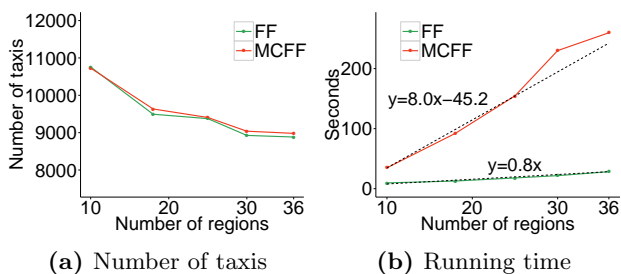 12000
11000
10000
9000
8000
Number of taxis
10
20
30
36
Number of regions
FF
MCFF
(a) Number of taxis
200
100
0
Seconds
10
20
30
36
Number of regions
FF
MCFF
y=8.0x−45.2
y=0.8x
(b) Running time